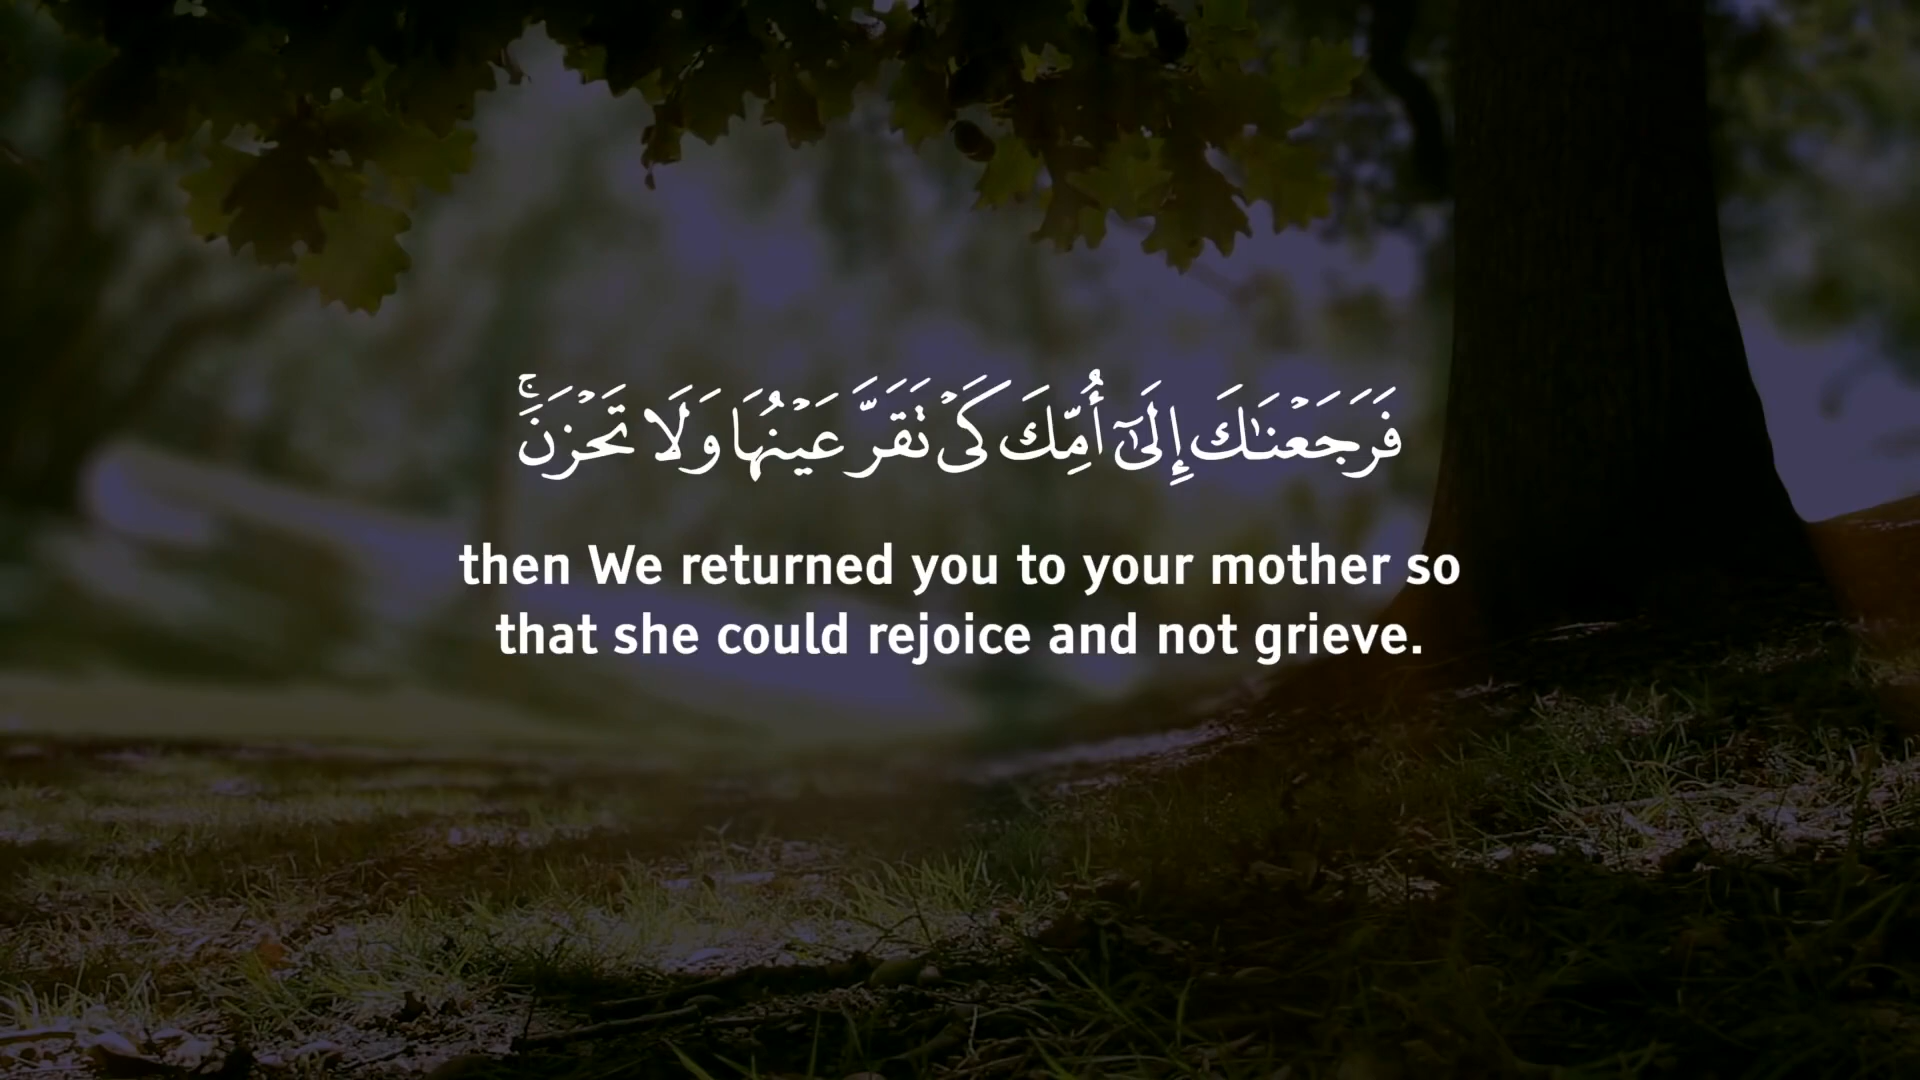 فَرَجَعْنَـٰكَ إِلَىٰٓ أُمِّكَ كَىْ تَقَرَّ عَيْنُهَا وَلَا تَحْزَنَ ۚ
then We returned you to your mother so
that she could rejoice and not grieve.